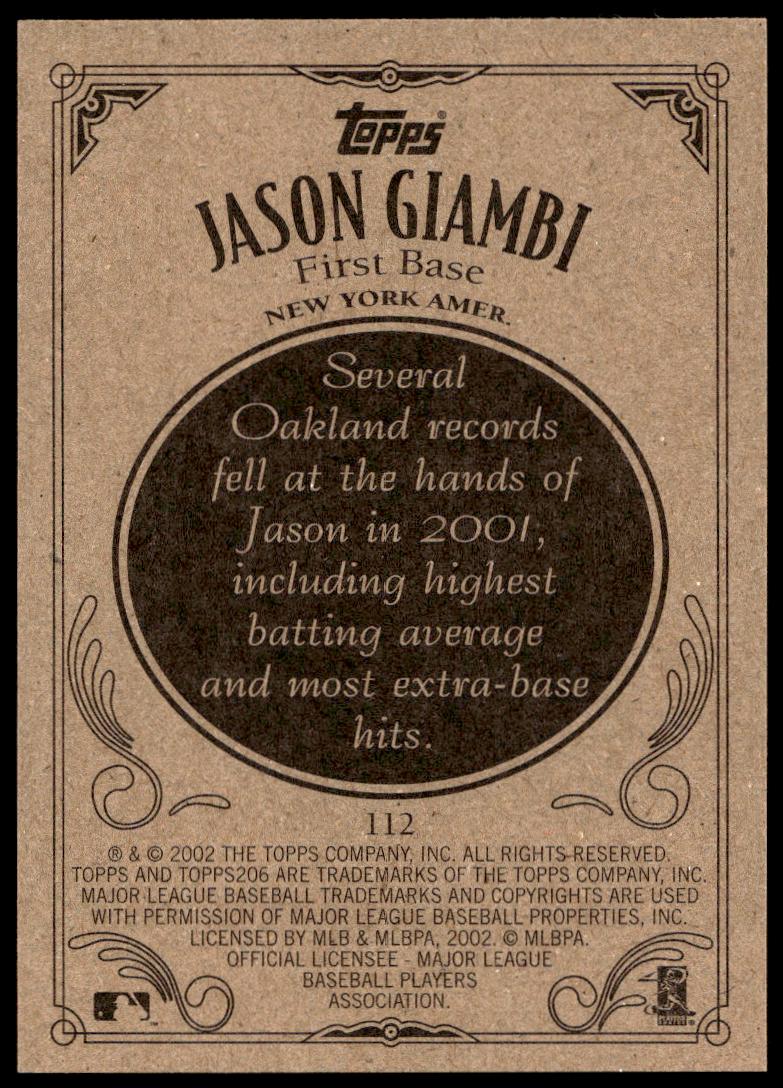 Topps®
JASON GIAMBI
First Base
NEW YORK AMER.
Several
Oakland records
fell at the hands of
Jason in 2001,
including highest
batting average
and most extra-base
hits.
112
® & © 2002 THE TOPPS COMPANY, INC. ALL RIGHTS RESERVED.
TOPPS AND TOPPS206 ARE TRADEMARKS OF THE TOPPS COMPANY, INC.
MAJOR LEAGUE BASEBALL TRADEMARKS AND COPYRIGHTS ARE USED
WITH PERMISSION OF MAJOR LEAGUE BASEBALL PROPERTIES, INC.
LICENSED BY MLB & MLBPA, 2002. © MLBPA.
OFFICIAL LICENSEE - MAJOR LEAGUE
BASEBALL PLAYERS
ASSOCIATION.